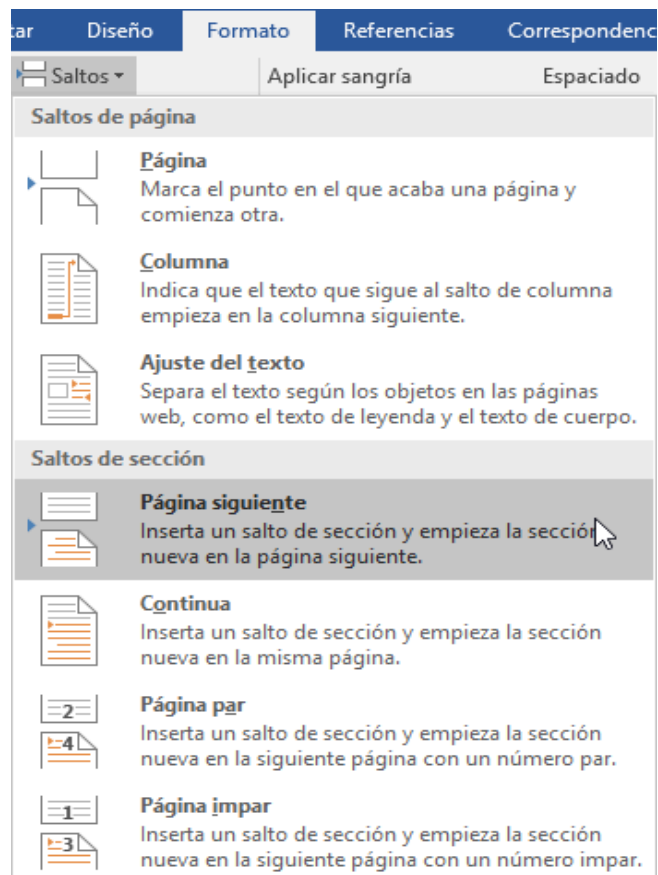 tar Diseño Formato Referencias Correspondenc
Saltos Aplicar sangría Espaciado
Saltos de página
Página
Marca el punto en el que acaba una página y
comienza otra.
Columna
Indica que el texto que sigue al salto de columna
empieza en la columna siguiente.
Ajuste del texto
Separa el texto según los objetos en las páginas
web, como el texto de leyenda y el texto de cuerpo.
Saltos de sección
Página siguiente
Inserta un salto de sección y empieza la sección
nueva en la página siguiente.
Continua
Inserta un salto de sección y empieza la sección
nueva en la misma página.
2
4
Página par
Inserta un salto de sección y empieza la sección
nueva en la siguiente página con un número par.
1
3
Página impar
Inserta un salto de sección y empieza la sección
nueva en la siguiente página con un número impar.